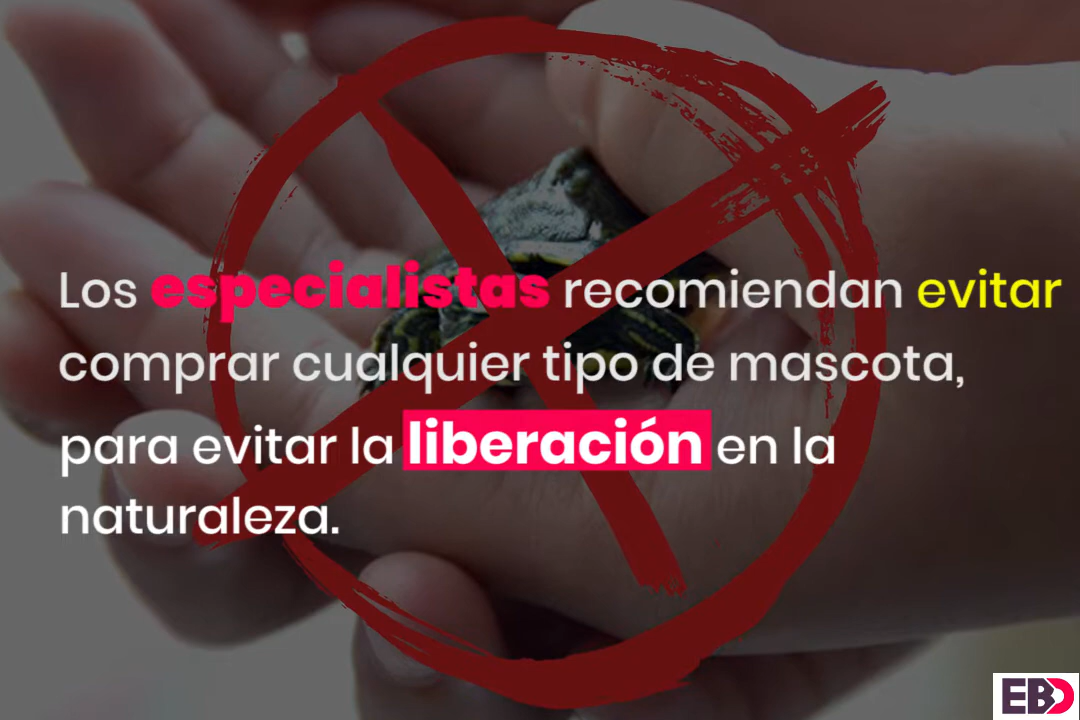 Los especialistas recomiendan evitar
comprar cualquier tipo de mascota,
para evitar la liberación en la
naturaleza.
EBD